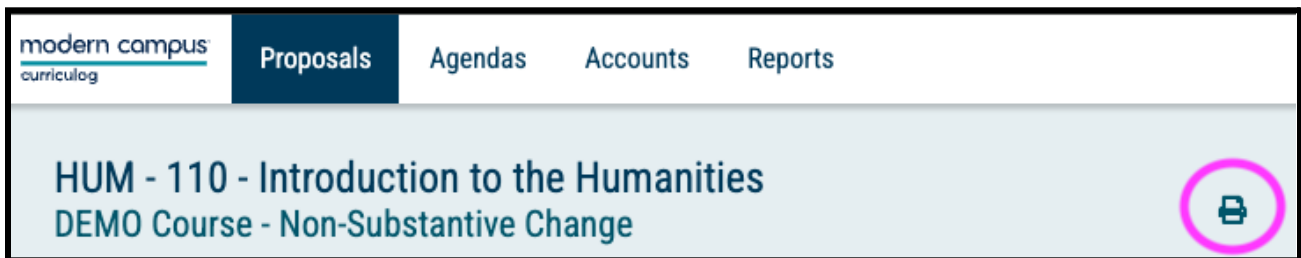 modern campus
curriculog
Proposals Agendas Accounts Reports
HUM - 110 - Introduction to the Humanities
DEMO Course - Non-Substantive Change